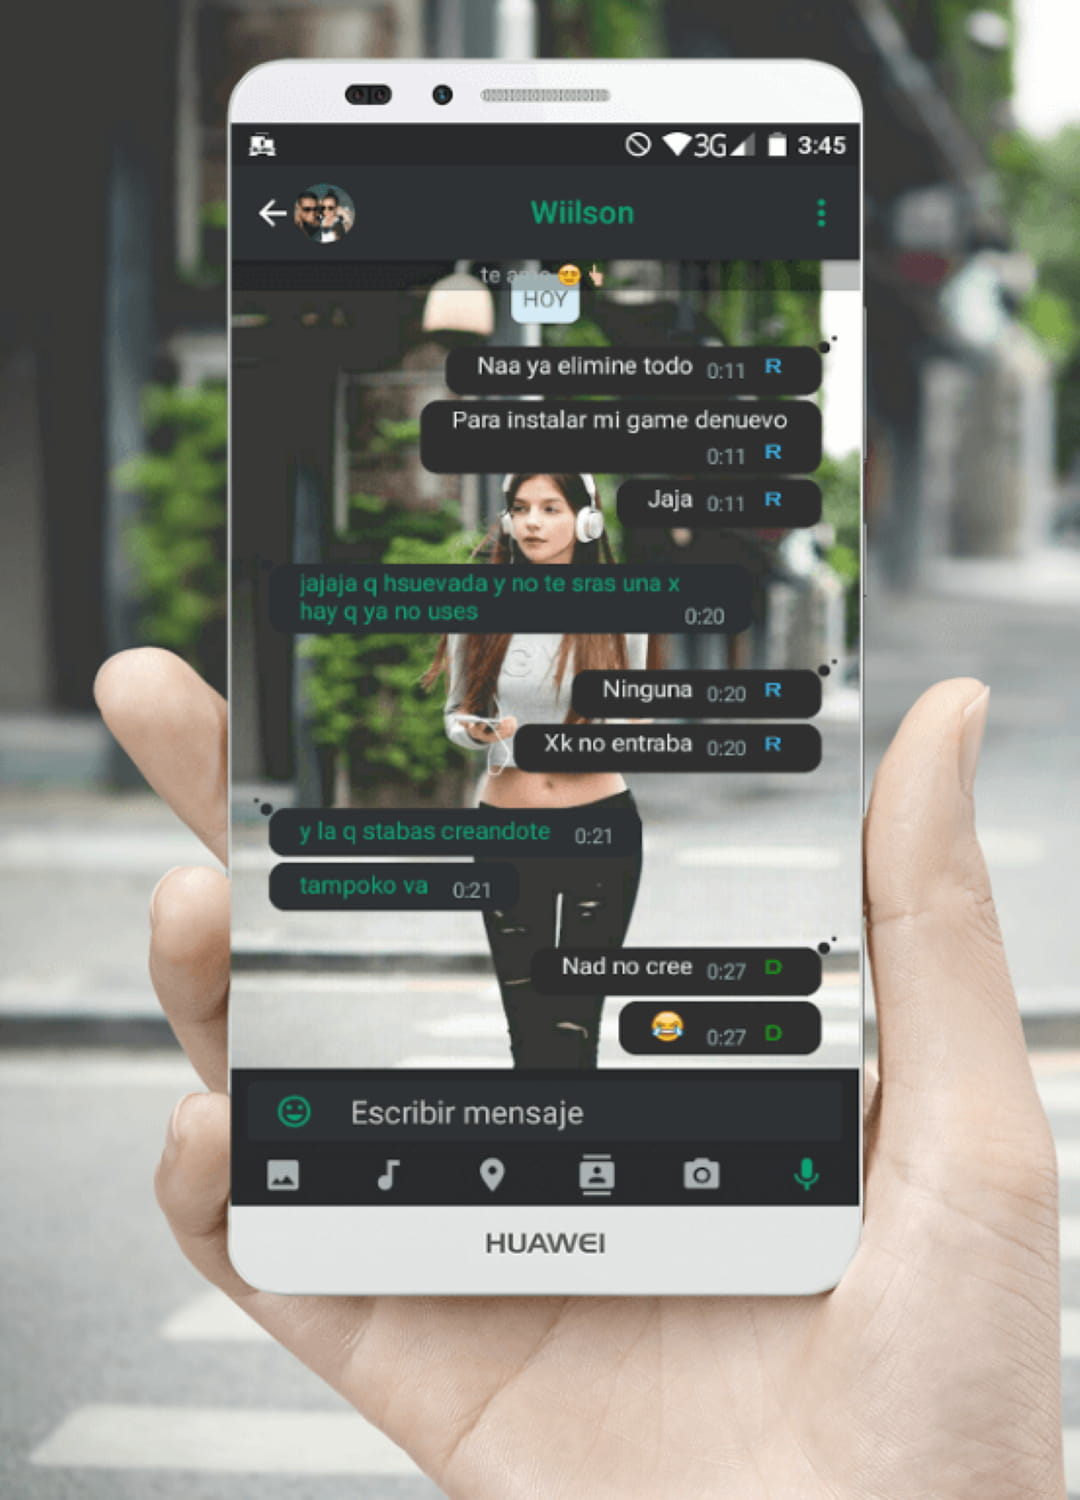 3G 3:45
Wiilson
te amo
HOY
Naa ya elimine todo 0:11 R
Para instalar mi game denuevo
0:11 R
Jaja 0:11 R
jajaja q hsuevada y no te sras una x
hay q ya no uses 0:20
Ninguna 0:20 R
Xk no entraba 0:20 R
y la q stabas creandote 0:21
tampoko va 0:21
Nad no cree 0:27 D
0:27 D
Escribir mensaje
HUAWEI